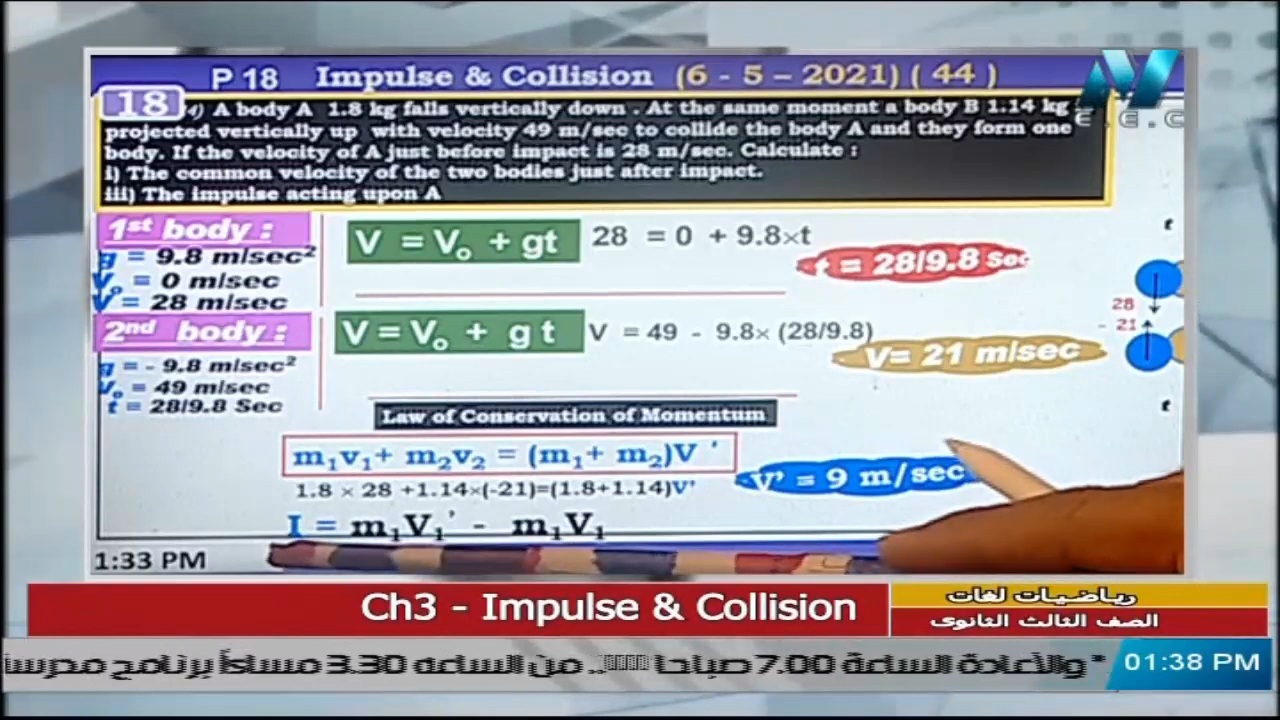 P 18 Impulse & Collision (6 - 5 – 2021) ( 44 )
18
A body A 1.8 kg falls vertically down . At the same moment a body B 1.14 kg
projected vertically up with velocity 49 m/sec to collide the body A and they form one
body. If the velocity of A just before impact is 28 m/sec. Calculate :
i) The common velocity of the two bodies just after impact.
iii) The impulse acting upon A
E.E.C
1st body :
g = 9.8 m/sec²
V₀ = 0 m/sec
V = 28 m/sec
V = V₀ + gt
28 = 0 + 9.8×t
t = 28/9.8 Sec
2nd body :
g = - 9.8 m/sec²
V₀ = 49 m/sec
t = 28/9.8 Sec
V = V₀ + g t
V = 49 - 9.8× (28/9.8)
V= 21 m/sec
t
28
- 21
t
Law of Conservation of Momentum
m₁v₁+ m₂v₂ = (m₁+ m₂)V '
1.8 × 28 +1.14×(-21)=(1.8+1.14)V'
V' = 9 m/sec
I = m₁V₁' - m₁V₁
1:33 PM
Ch3 - Impulse & Collision
رياضيات لغات
الصف الثالث الثانوى
* والأعادة الساعة 7.00 صباحا .. من الساعه 3.30 مساءاً برنامج
01:38 PM